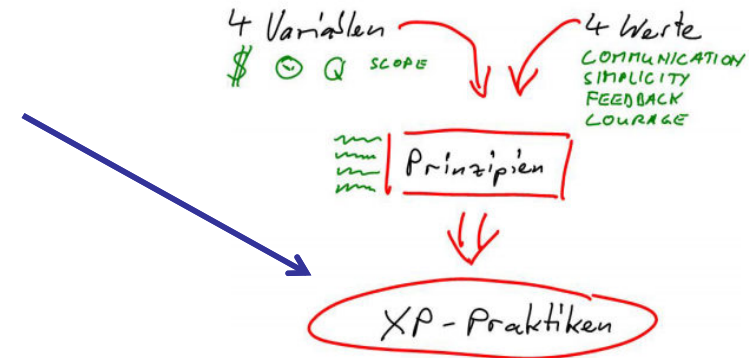 4 Variablen
$ Q SCOPE
4 Werte
COMMUNICATION
SIMPLICITY
FEEDBACK
COURAGE
Prinzipien
XP-Praktiken